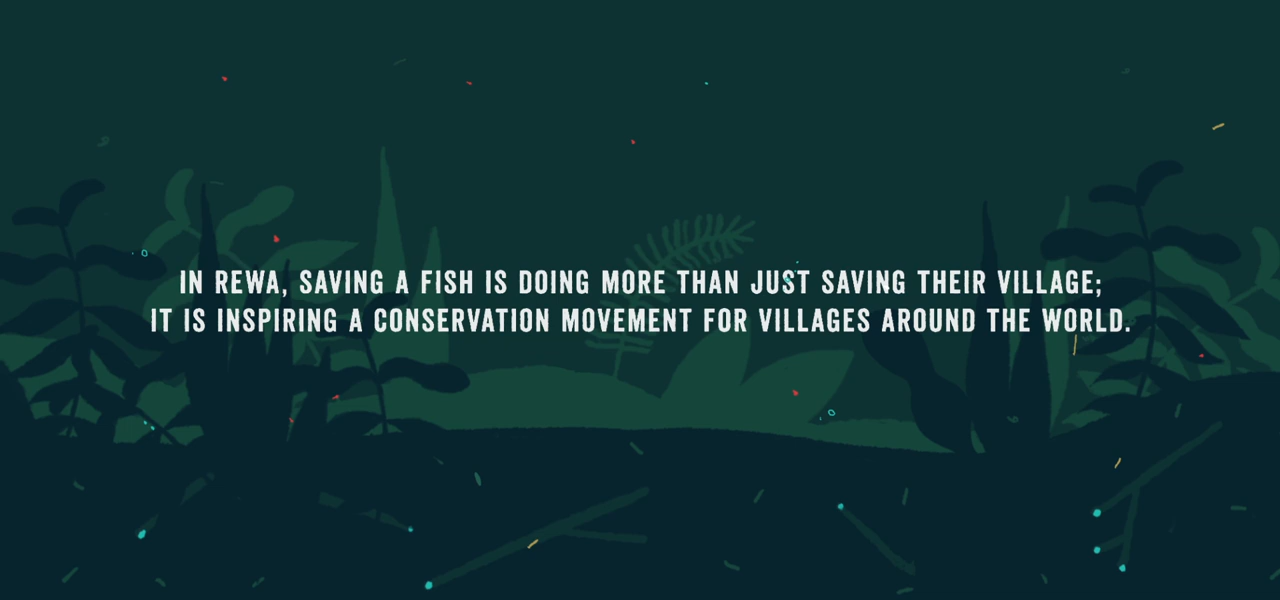 IN REWA, SAVING A FISH IS DOING MORE THAN JUST SAVING THEIR VILLAGE;
IT IS INSPIRING A CONSERVATION MOVEMENT FOR VILLAGES AROUND THE WORLD.